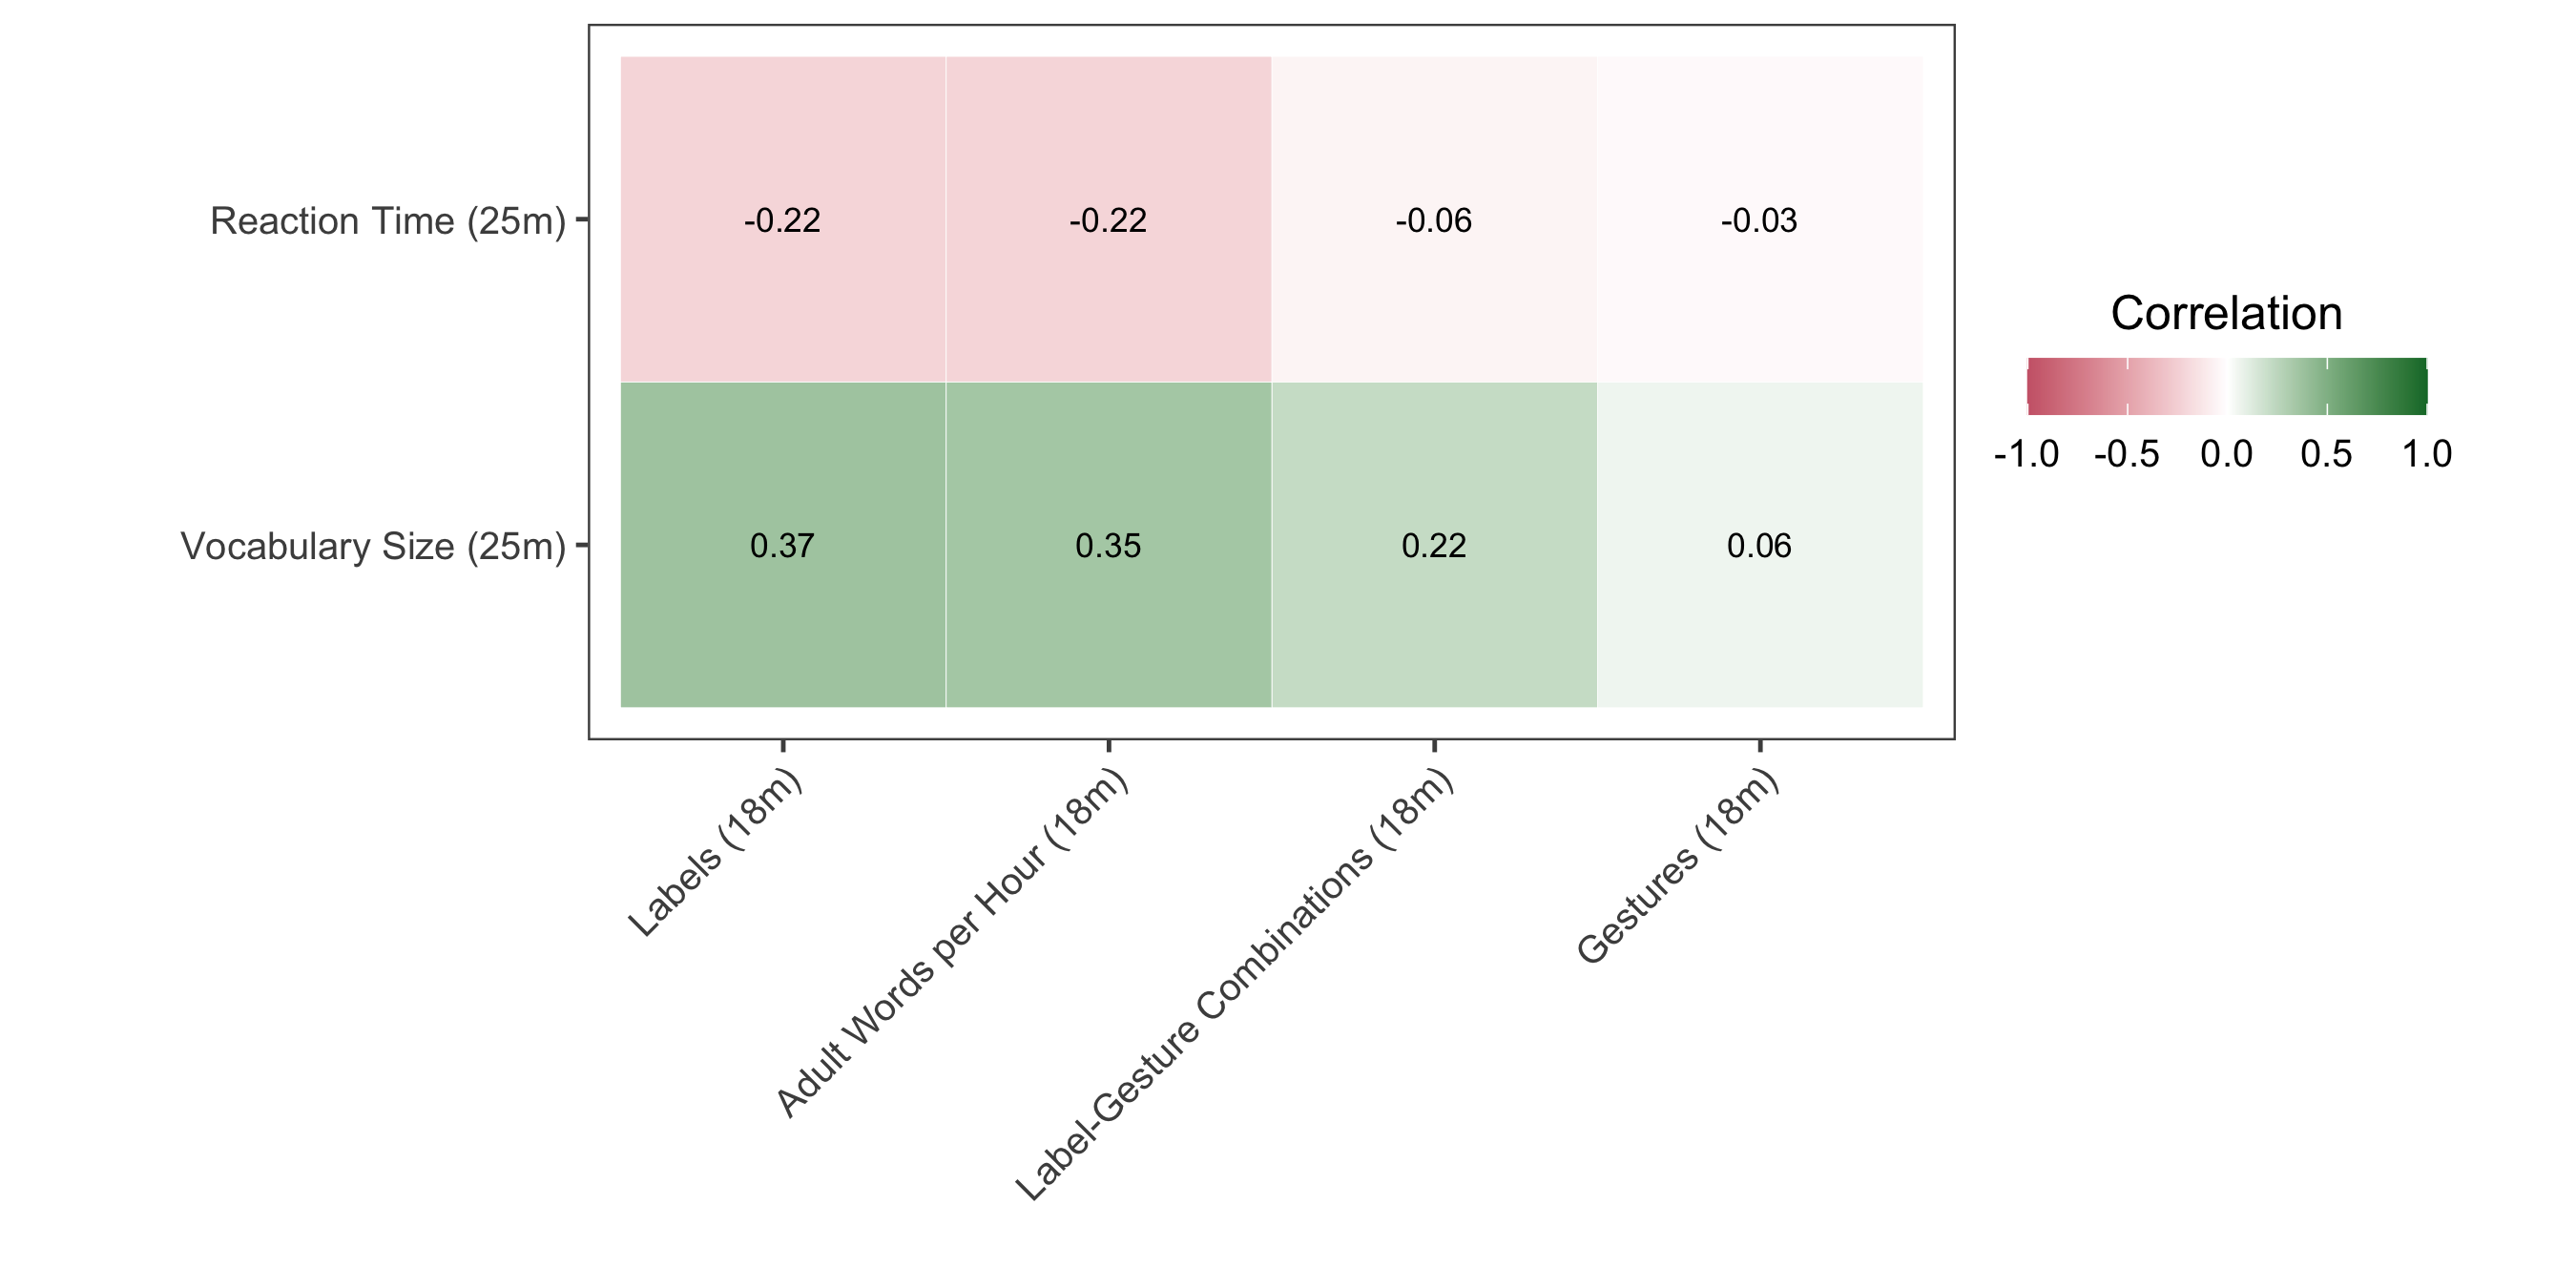 Reaction Time (25m)
-0.22
-0.22
-0.06
-0.03
Vocabulary Size (25m)
0.37
0.35
0.22
0.06
Labels (18m)
Adult Words per Hour (18m)
Label-Gesture Combinations (18m)
Gestures (18m)
Correlation
-1.0 -0.5 0.0 0.5 1.0